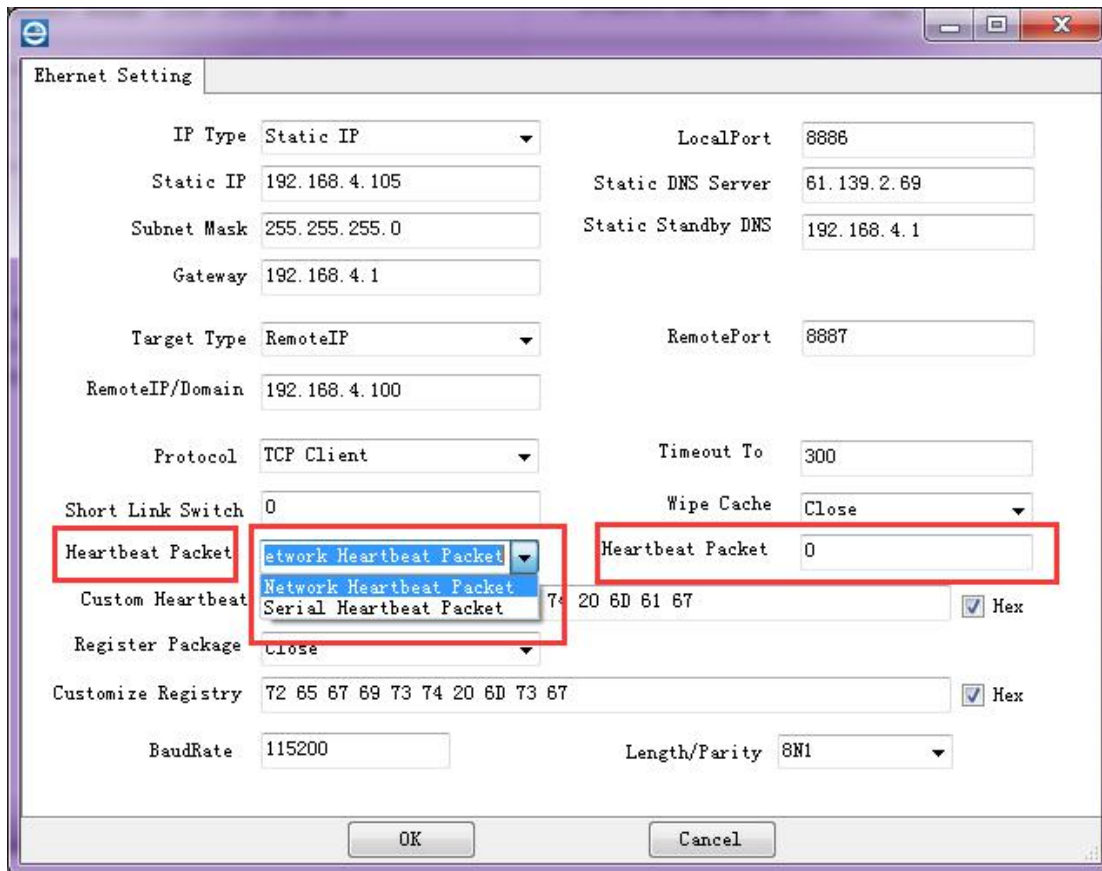 Ehernet Setting
IP Type Static IP LocalPort 8886
Static IP 192.168.4.105 Static DNS Server 61.139.2.69
Subnet Mask 255.255.255.0 Static Standby DNS 192.168.4.1
Gateway 192.168.4.1
Target Type RemoteIP RemotePort 8887
RemoteIP/Domain 192.168.4.100
Protocol TCP Client Timeout To 300
Short Link Switch 0 Wipe Cache Close
Heartbeat Packet etwork Heartbeat Packet Heartbeat Packet 0
Network Heartbeat Packet
Custom Heartbeat Serial Heartbeat Packet 74 20 6D 61 67 Hex
Register Package Close
Customize Registry 72 65 67 69 73 74 20 6D 73 67 Hex
BaudRate 115200 Length/Parity 8N1
OK Cancel